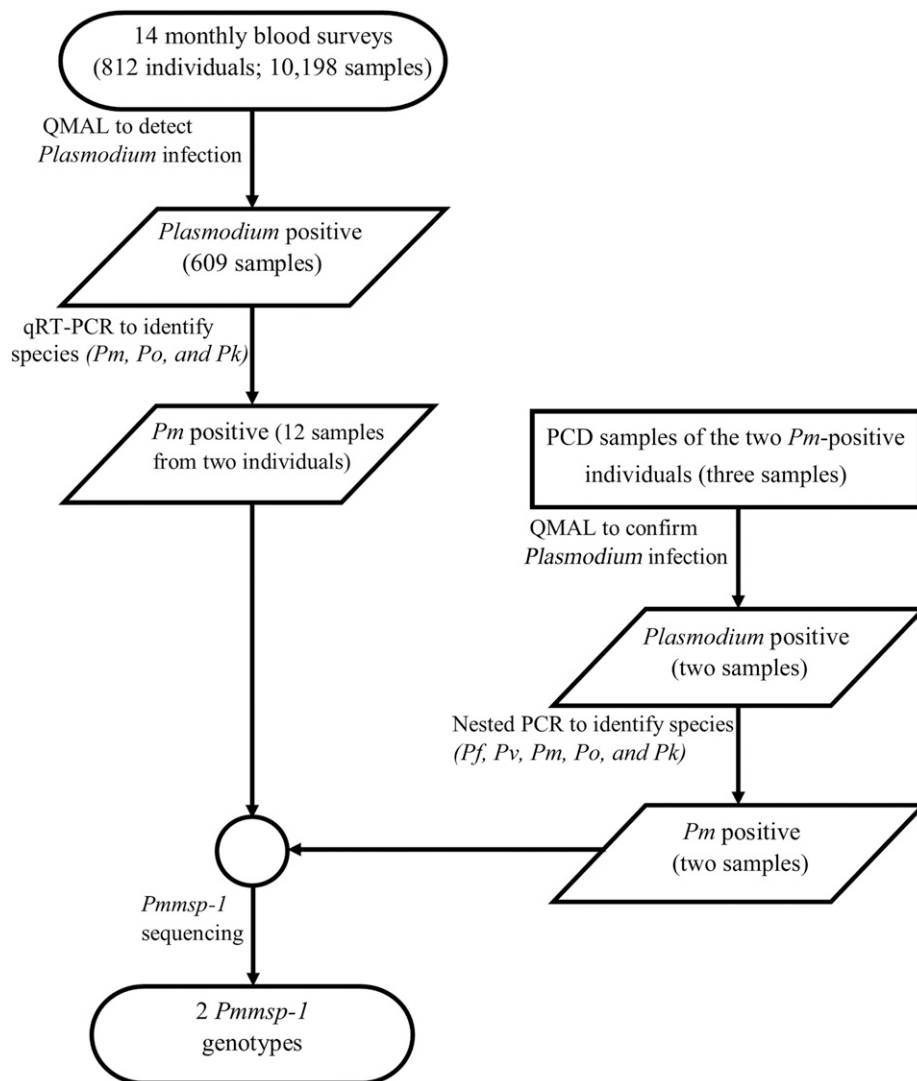 14 monthly blood surveys
(812 individuals; 10,198 samples)
QMAL to detect
Plasmodium infection
Plasmodium positive
(609 samples)
qRT-PCR to identify
species (Pm, Po, and Pk)
Pm positive (12 samples
from two individuals)
PCD samples of the two Pm-positive
individuals (three samples)
QMAL to confirm
Plasmodium infection
Plasmodium positive
(two samples)
Nested PCR to identify species
(Pf, Pv, Pm, Po, and Pk)
Pm positive
(two samples)
Pmmsp-1
sequencing
2 Pmmsp-1
genotypes